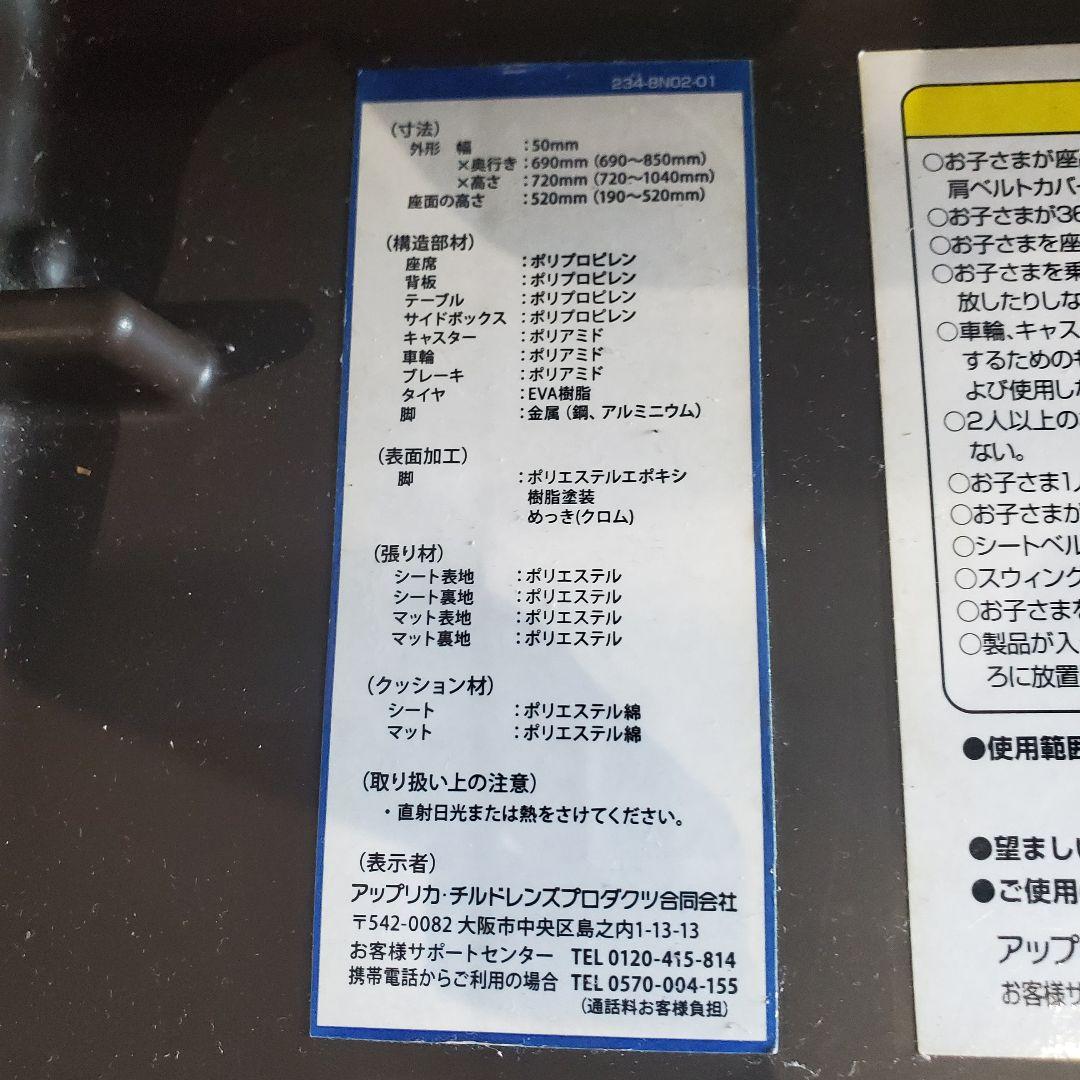 234-8N02-01
(寸法)
外形 幅 :50mm
×奥行き :690mm (690〜850mm)
×高さ :720mm (720〜1040mm)
座面の高さ :520mm (190〜520mm)
(構造部材)
座席 :ポリプロピレン
背板 :ポリプロピレン
テーブル :ポリプロピレン
サイドボックス :ポリプロピレン
キャスター :ポリアミド
車輪 :ポリアミド
ブレーキ :ポリアミド
タイヤ :EVA樹脂
脚 :金属 (鋼、アルミニウム)
(表面加工)
脚 :ポリエステルエポキシ
樹脂塗装
めっき(クロム)
(張り材)
シート表地 :ポリエステル
シート裏地 :ポリエステル
マット表地 :ポリエステル
マット裏地 :ポリエステル
(クッション材)
シート :ポリエステル綿
マット :ポリエステル綿
(取り扱い上の注意)
・直射日光または熱をさけてください。
(表示者)
アップリカ・チルドレンズプロダクツ合同会社
〒542-0082 大阪市中央区島之内1-13-13
お客様サポートセンター TEL 0120-415-814
携帯電話からご利用の場合 TEL 0570-004-155
(通話料お客様負担)
○お子さまが座
肩ベルトカバー
○お子さまが36
○お子さまを座
○お子さまを乗
放したりしな
○車輪、キャス
するための
よび使用し
○2人以上の
ない。
○お子さま1人
○お子さまが
○シートベル
○スウィング
○お子さまを
○製品が入
ろに放置
●使用範囲
●望ましい
●ご使用
アップ
お客様サ